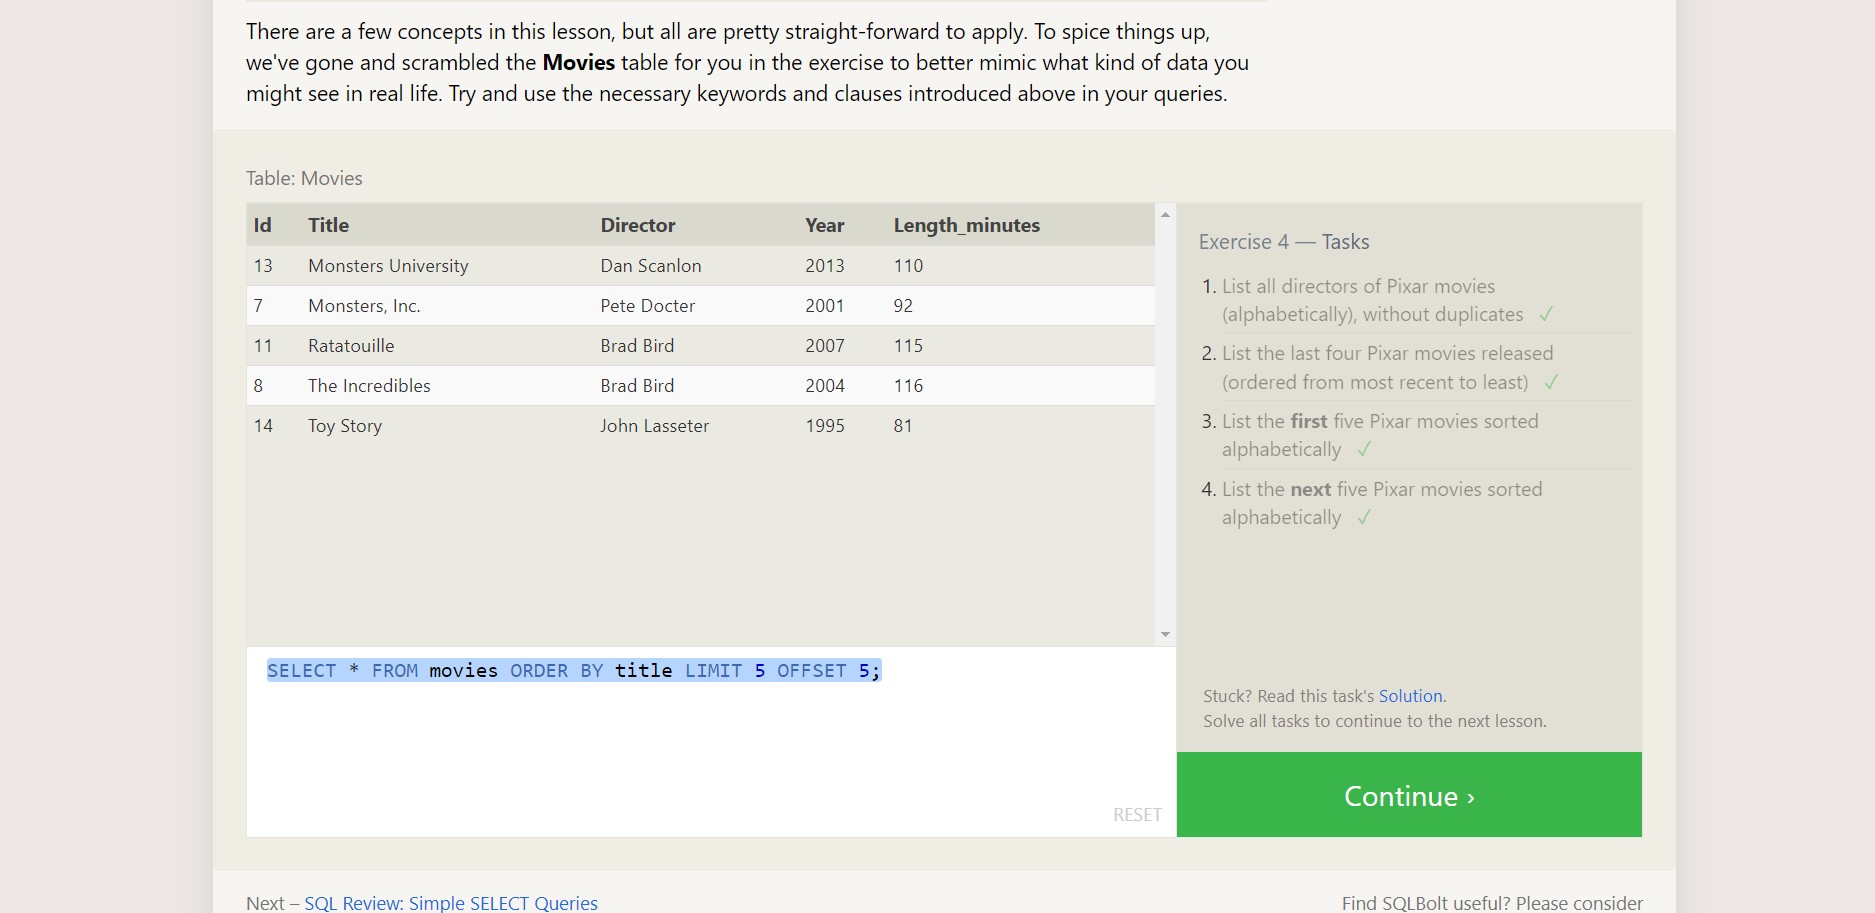 There are a few concepts in this lesson, but all are pretty straight-forward to apply. To spice things up,
we've gone and scrambled the Movies table for you in the exercise to better mimic what kind of data you
might see in real life. Try and use the necessary keywords and clauses introduced above in your queries.
Table: Movies
Id Title Director Year Length_minutes
13 Monsters University Dan Scanlon 2013 110
7 Monsters, Inc. Pete Docter 2001 92
11 Ratatouille Brad Bird 2007 115
8 The Incredibles Brad Bird 2004 116
14 Toy Story John Lasseter 1995 81
SELECT * FROM movies ORDER BY title LIMIT 5 OFFSET 5;
RESET
Exercise 4 — Tasks
1. List all directors of Pixar movies
(alphabetically), without duplicates ✓
2. List the last four Pixar movies released
(ordered from most recent to least) ✓
3. List the first five Pixar movies sorted
alphabetically ✓
4. List the next five Pixar movies sorted
alphabetically ✓
Stuck? Read this task's Solution.
Solve all tasks to continue to the next lesson.
Continue ›
Next – SQL Review: Simple SELECT Queries
Find SQLBolt useful? Please consider